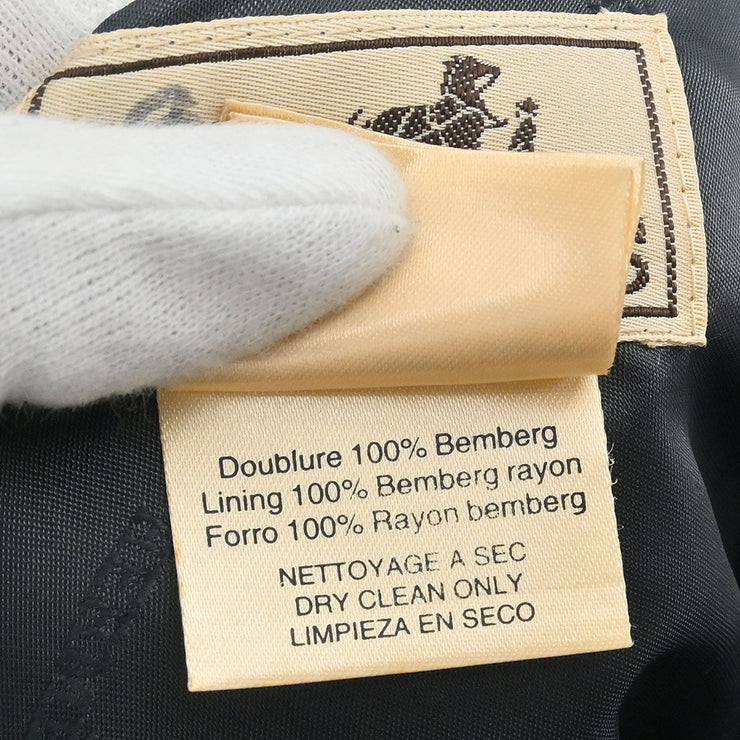 Doublure 100% Bemberg
Lining 100% Bemberg rayon
Forro 100% Rayon bemberg
NETTOYAGE A SEC
DRY CLEAN ONLY
LIMPIEZA EN SECO